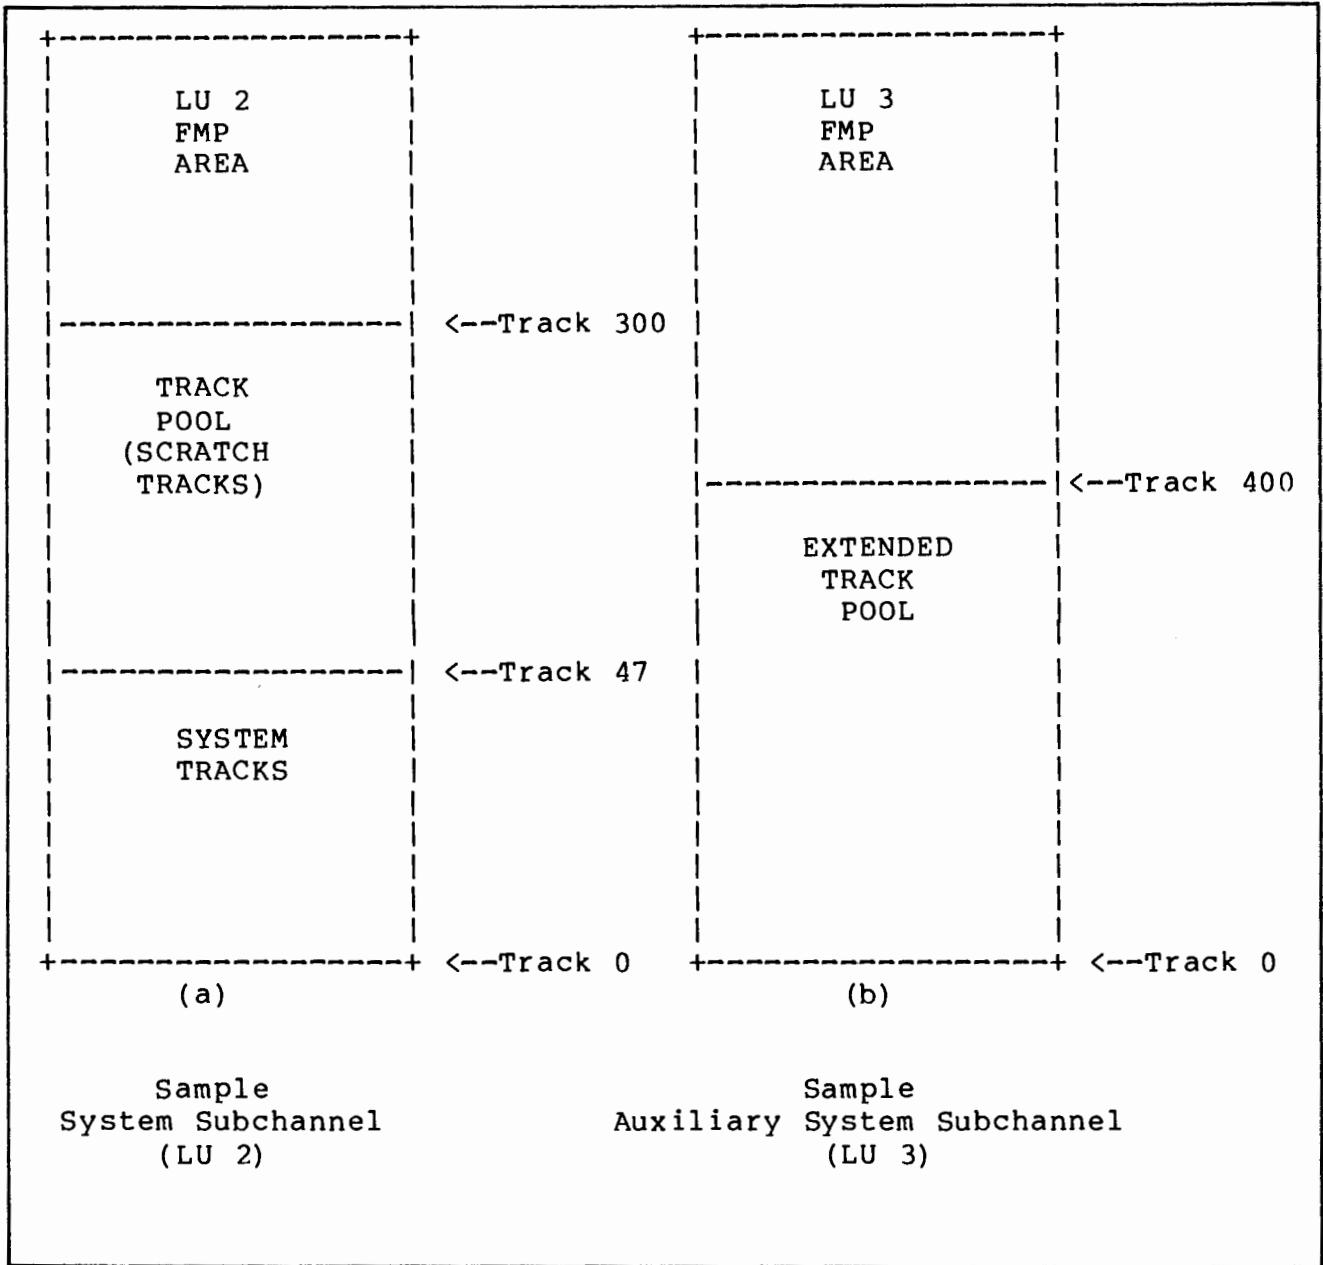 LU 2
FMP
AREA
<--Track 300
TRACK
POOL
(SCRATCH
TRACKS)
<--Track 47
SYSTEM
TRACKS
<--Track 0
(a)
Sample
System Subchannel
(LU 2)
LU 3
FMP
AREA
<--Track 400
EXTENDED
TRACK
POOL
<--Track 0
(b)
Sample
Auxiliary System Subchannel
(LU 3)